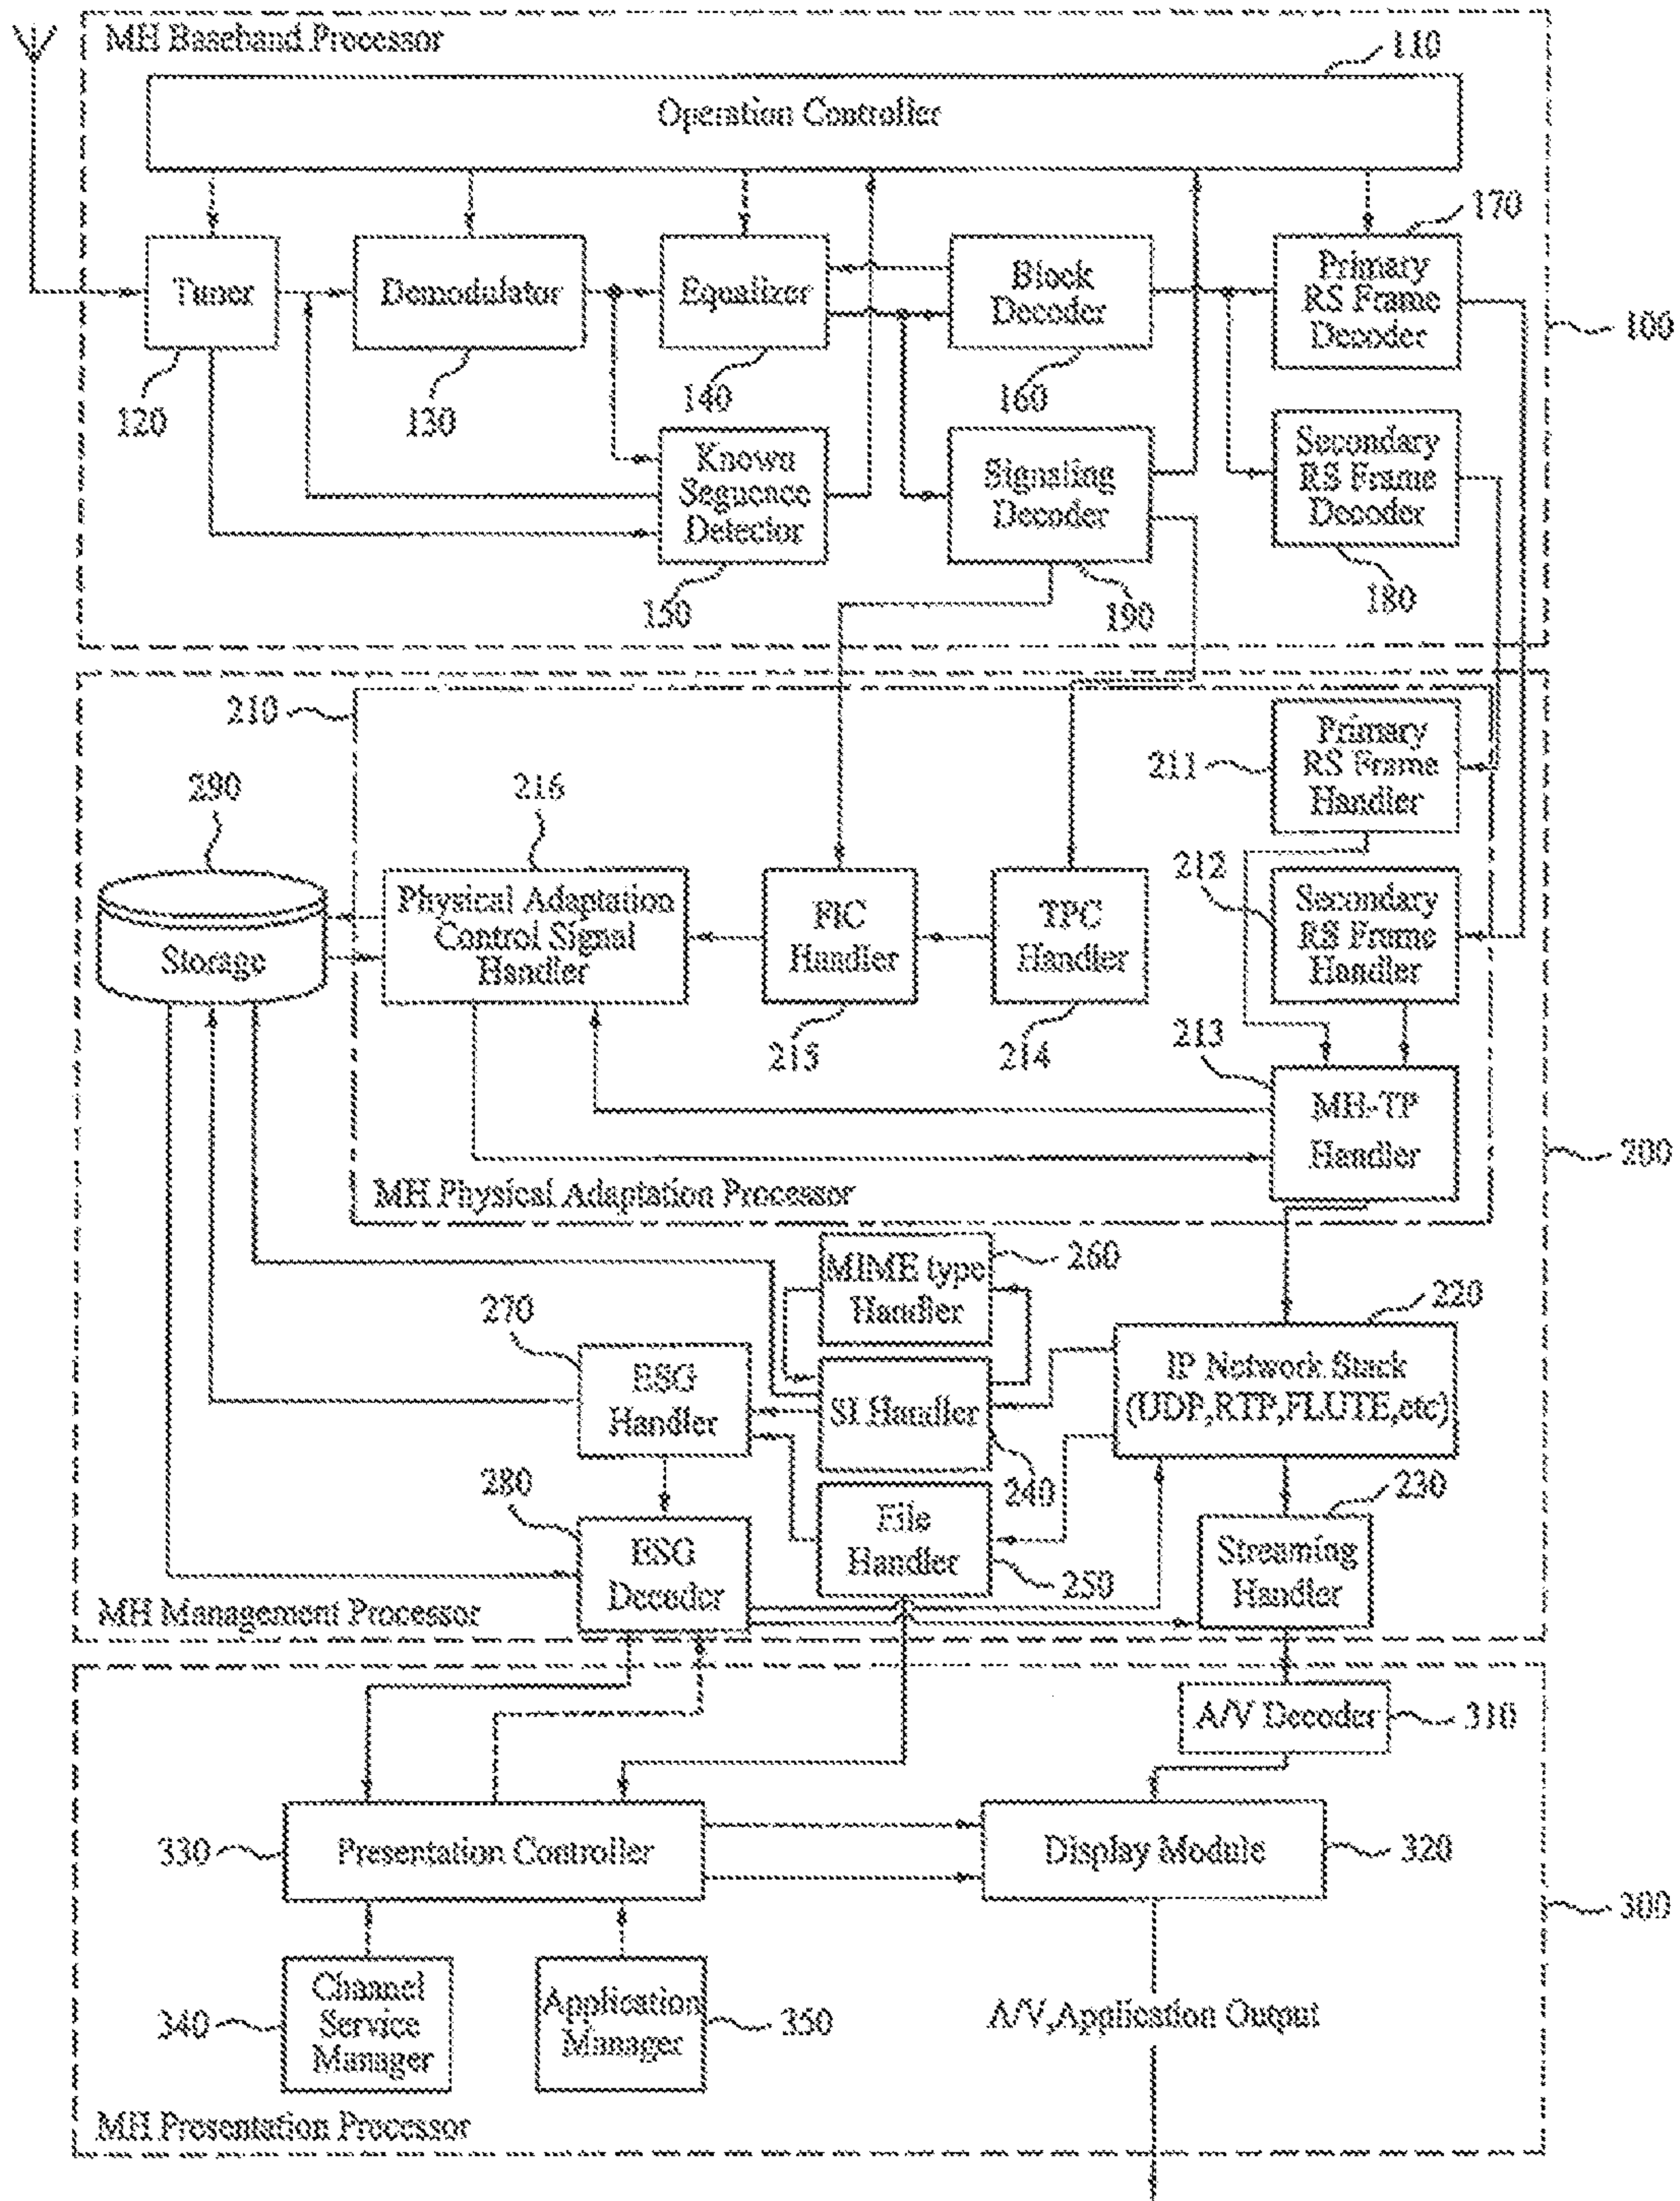 MH Baseband Processor
110
Operation Controller
170
Tuner
Demodulator
Equalizer
Block
Decoder
Primary
RS Frame
Decoder
100
120
130
140
160
Known
Sequence
Detector
Signaling
Decoder
Secondary
RS Frame
Decoder
150
190
180
210
Primary
RS Frame
Handler
211
290
216
212
Storage
Physical Adaptation
Control Signal
Handler
FIC
Handler
TPC
Handler
Secondary
RS Frame
Handler
215
214
213
MH-TP
Handler
200
MH Physical Adaptation Processor
MIME type
Handler
260
270
220
ESG
Handler
SI Handler
IP Network Stack
(UDP,RTP,FLUTE,etc)
240
280
230
ESG
Decoder
File
Handler
250
Streaming
Handler
MH Management Processor
A/V Decoder
310
330
Presentation Controller
Display Module
320
300
340
Channel
Service
Manager
Application
Manager
350
A/V,Application Output
MH Presentation Processor